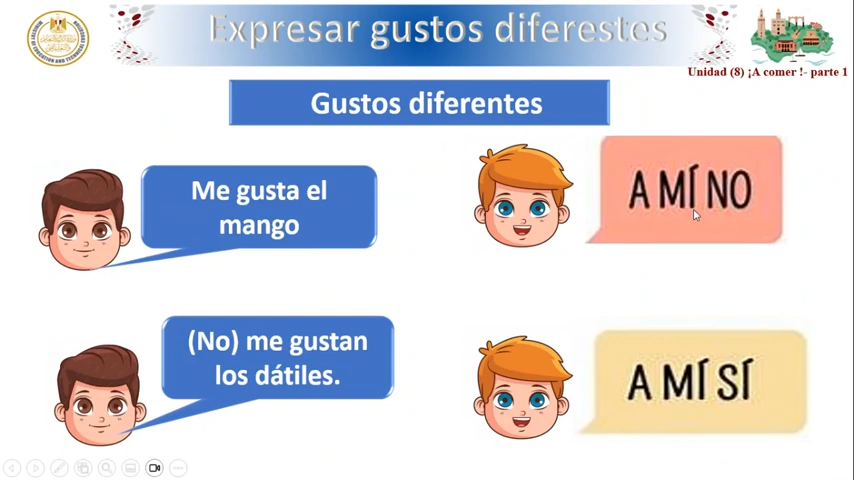 Expresar gustos diferestes
Unidad (8) ¡A comer !- parte 1
Gustos diferentes
Me gusta el
mango
A MÍ NO
(No) me gustan
los dátiles.
A MÍ SÍ